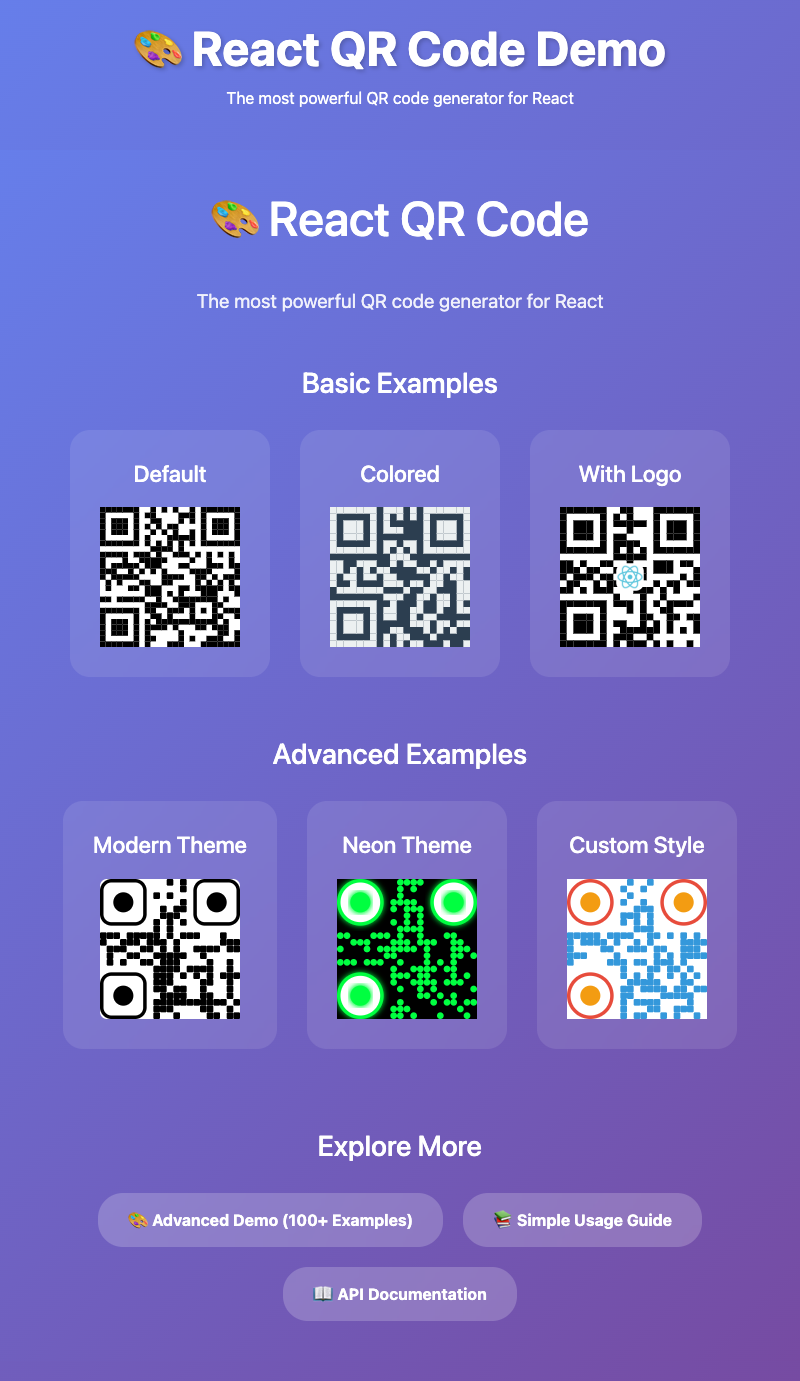 🎨 React QR Code Demo
The most powerful QR code generator for React
🎨 React QR Code
The most powerful QR code generator for React
Basic Examples
Default
Colored
With Logo
Advanced Examples
Modern Theme
Neon Theme
Custom Style
Explore More
🎨 Advanced Demo (100+ Examples)
📚 Simple Usage Guide
📖 API Documentation